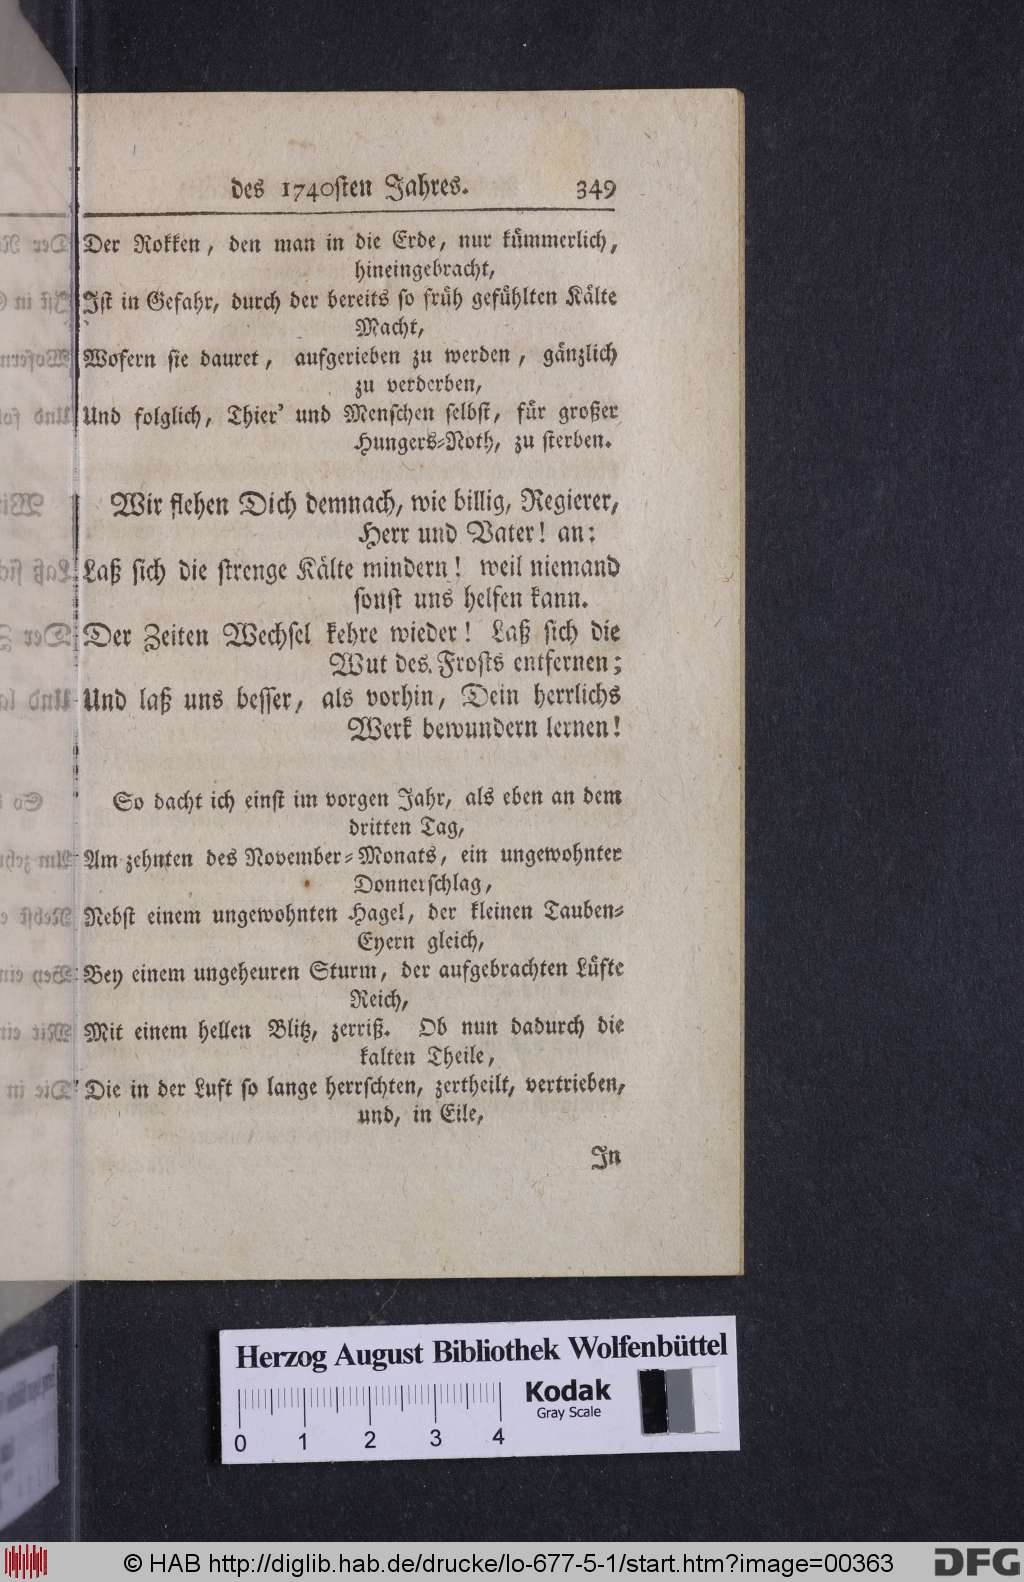 des 1740sten Jahres. 349
Der Rokken, den man in die Erde, nur kümmerlich,
hineingebracht,
Ist in Gefahr, durch der bereits so früh gefühlten Kälte
Macht,
Wofern sie dauret, aufgerieben zu werden, gänzlich
zu verderben,
Und folglich, Thier' und Menschen selbst, für großer
Hungers-Noth, zu sterben.
Wir flehen Dich demnach, wie billig, Regierer,
Herr und Vater! an:
Laß sich die strenge Kälte mindern! weil niemand
sonst uns helfen kann.
Der Zeiten Wechsel kehre wieder! Laß sich die
Wut des Frosts entfernen;
Und laß uns besser, als vorhin, Dein herrlichs
Werk bewundern lernen!
So dacht ich einst im vorgen Jahr, als eben an dem
dritten Tag,
Am zehnten des November-Monats, ein ungewohnter
Donnerschlag,
Nebst einem ungewohnten Hagel, der kleinen Tauben-
Eyern gleich,
Bey einem ungeheuren Sturm, der aufgebrachten Lüfte
Reich,
Mit einem hellen Blitz, zerriß. Ob nun dadurch die
kalten Theile,
Die in der Luft so lange herrschten, zertheilt, vertrieben,
und, in Eile,
In
Herzog August Bibliothek Wolfenbüttel
Kodak
Gray Scale
0 1 2 3 4
© HAB http://diglib.hab.de/drucke/lo-677-5-1/start.htm?image=00363
DFG